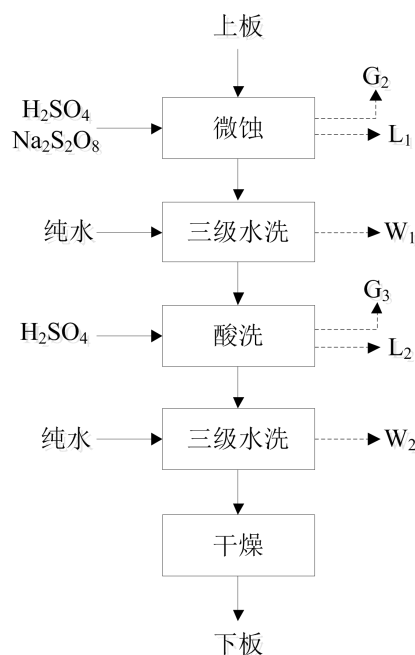 上板
G₂
H₂SO₄
Na₂S₂O₈
微蚀
L₁
纯水
三级水洗
W₁
G₃
H₂SO₄
酸洗
L₂
纯水
三级水洗
W₂
干燥
下板